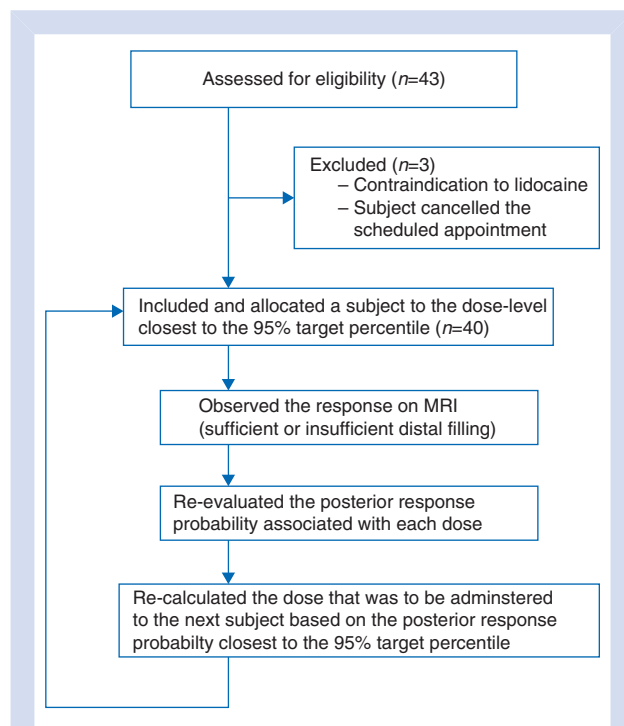 Assessed for eligibility (n=43)
Excluded (n=3)
– Contraindication to lidocaine
– Subject cancelled the
scheduled appointment
Included and allocated a subject to the dose-level
closest to the 95% target percentile (n=40)
Observed the response on MRI
(sufficient or insufficient distal filling)
Re-evaluated the posterior response
probability associated with each dose
Re-calculated the dose that was to be adminstered
to the next subject based on the posterior response
probabilty closest to the 95% target percentile